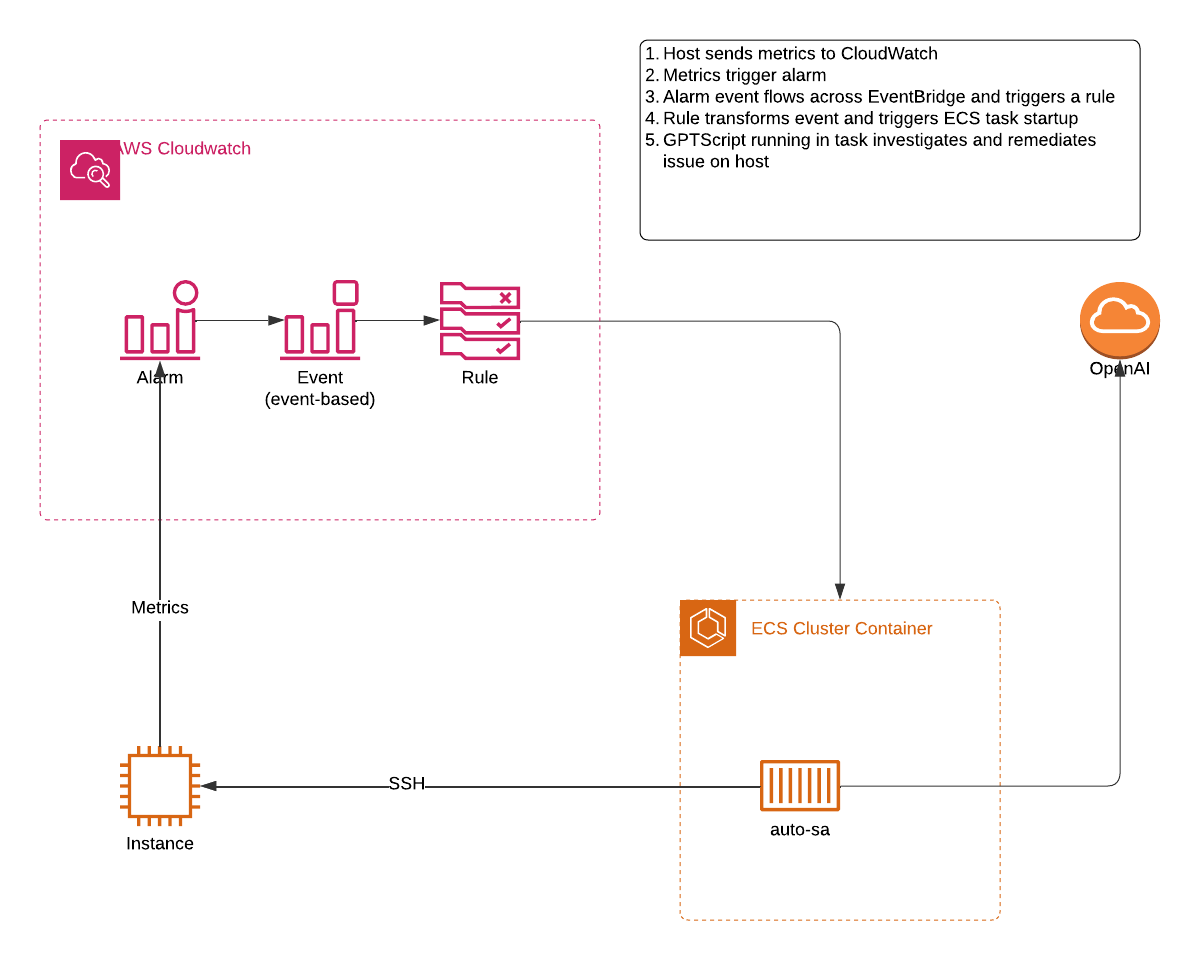 1. Host sends metrics to CloudWatch
2. Metrics trigger alarm
3. Alarm event flows across EventBridge and triggers a rule
4. Rule transforms event and triggers ECS task startup
5. GPTScript running in task investigates and remediates
issue on host
AWS Cloudwatch
Alarm
Event
(event-based)
Rule
OpenAI
Metrics
ECS Cluster Container
SSH
auto-sa
Instance